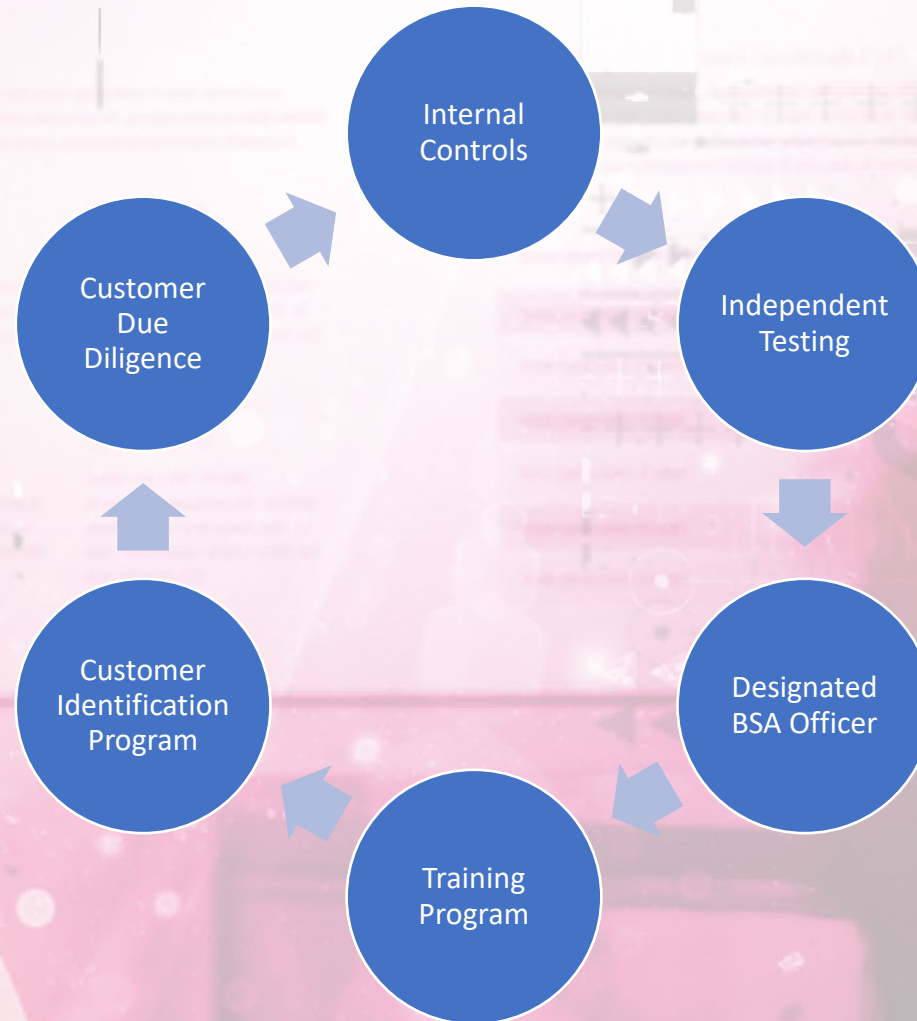 Internal
Controls
Independent
Testing
Designated
BSA Officer
Training
Program
Customer
Identification
Program
Customer
Due
Diligence